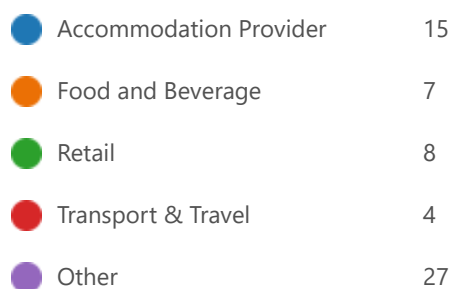 Accommodation Provider 15
Food and Beverage 7
Retail 8
Transport & Travel 4
Other 27